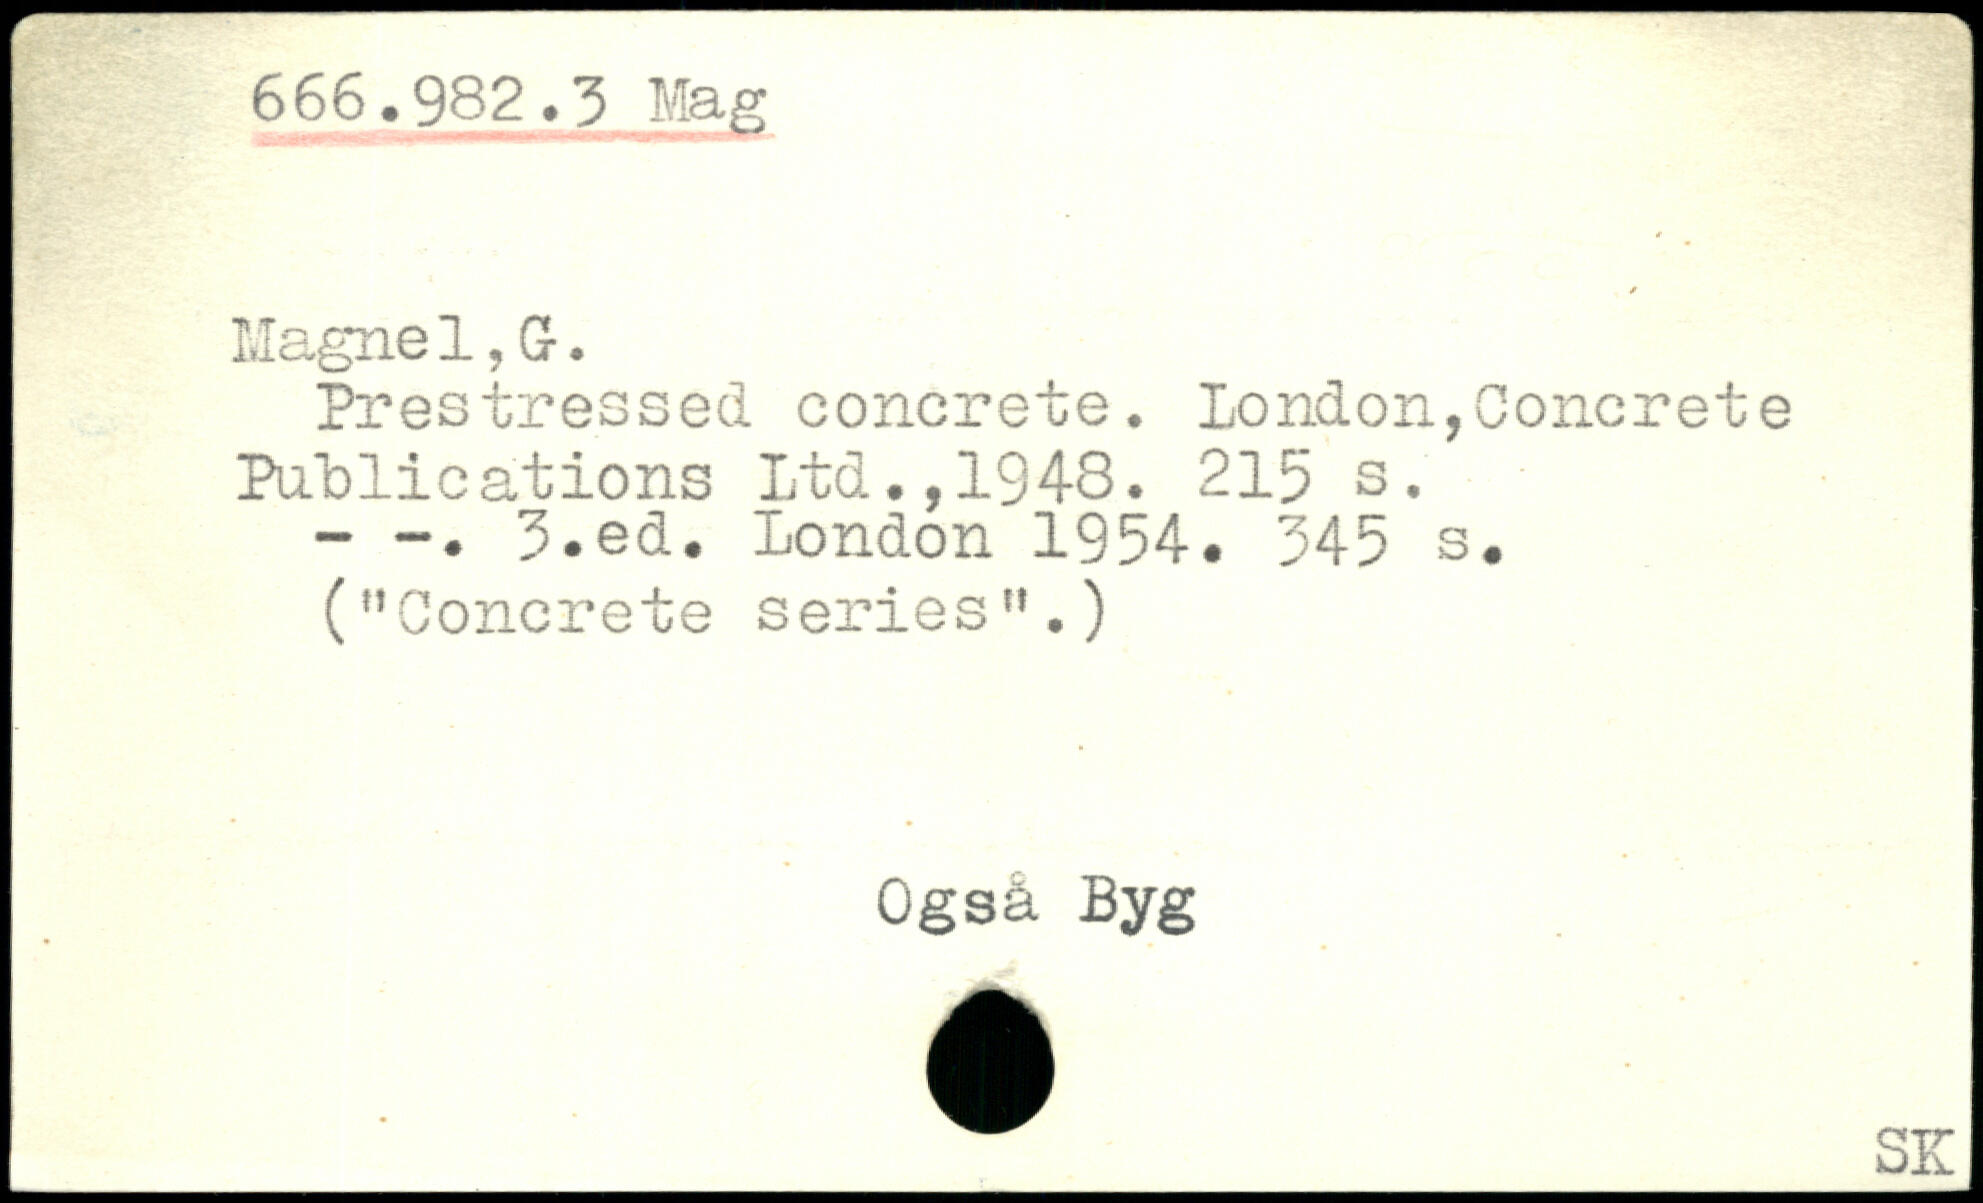 666.982.3 Mag
Magnel,G.
Prestressed concrete. London,Concrete
Publications Ltd.,1948. 215 s.
- -. 3.ed. London 1954. 345 s.
("Concrete series".)
Også Byg
SK